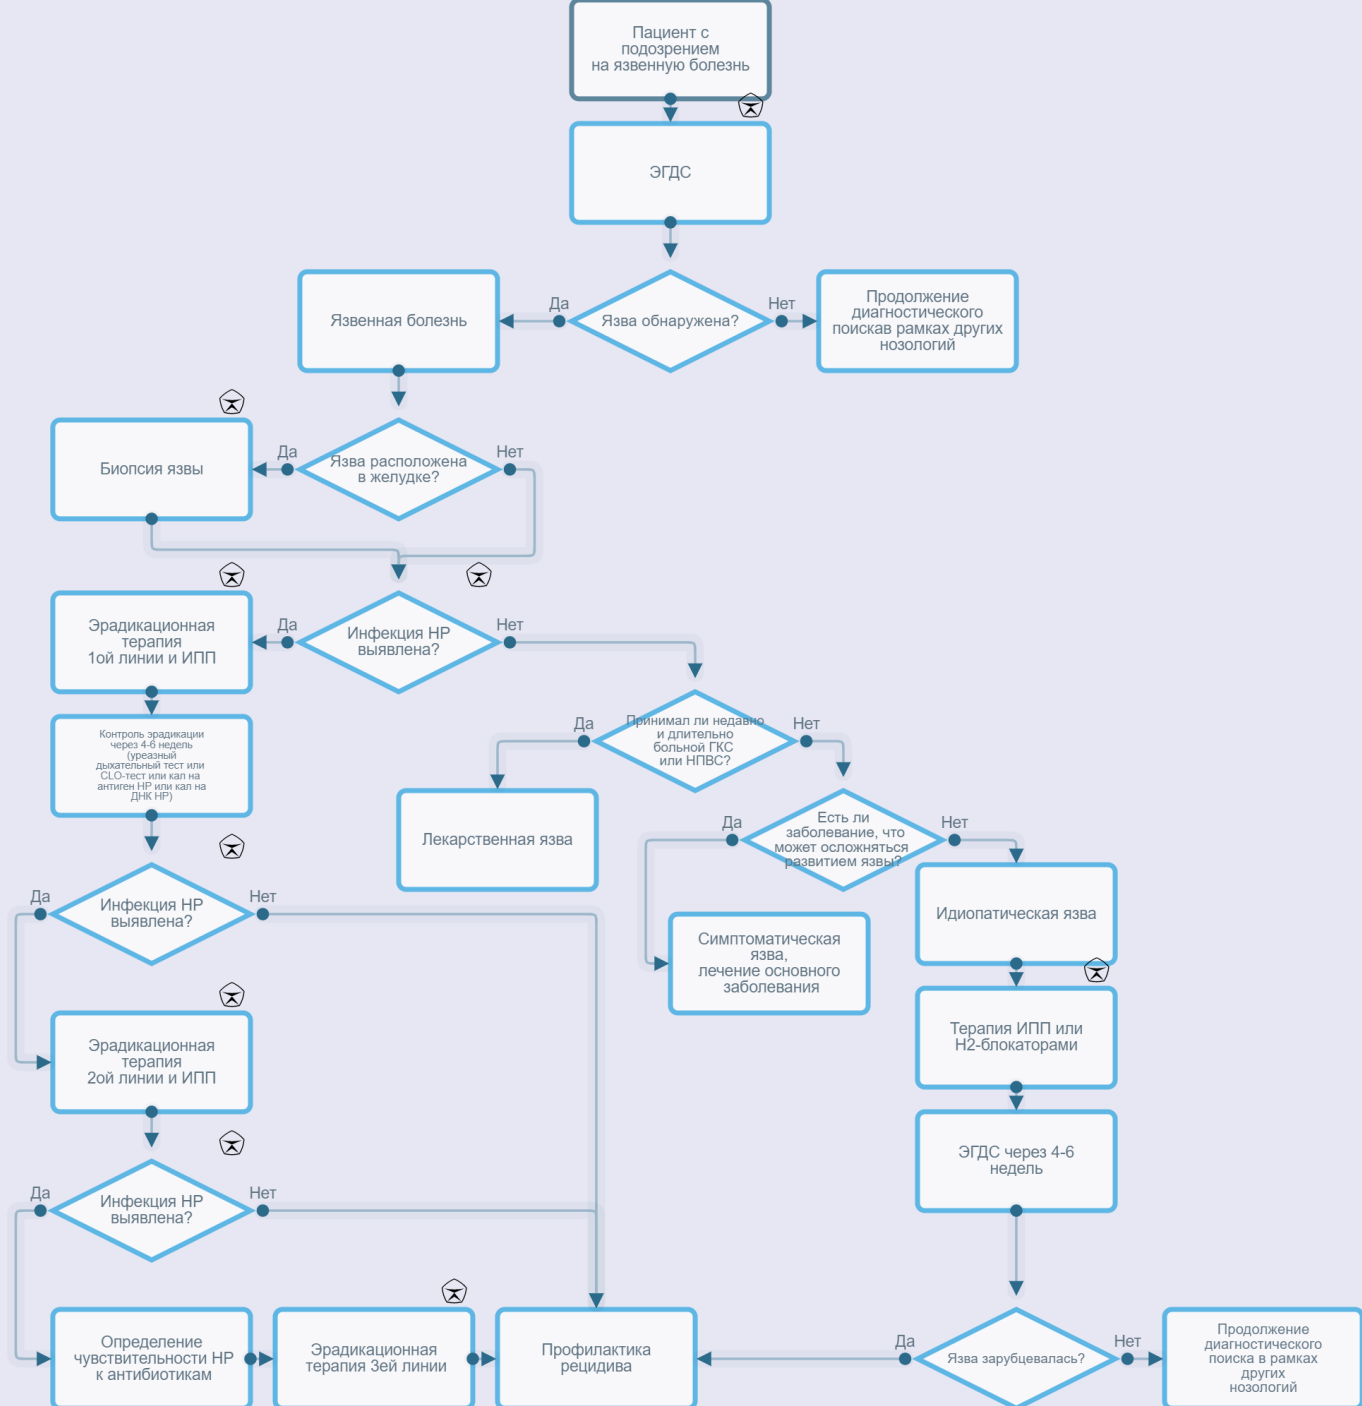 Пациент с
подозрением
на язвенную болезнь
ЭГДС
Язвенная болезнь
Да
Язва обнаружена?
Нет
Продолжение
диагностического
поискав рамках других
нозологий
Биопсия язвы
Да
Язва расположена
в желудке?
Нет
Эрадикационная
терапия
1ой линии и ИПП
Да
Инфекция HP
выявлена?
Нет
Контроль эрадикации
через 4-6 недель
(уреазный
дыхательный тест или
CLO-тест или кал на
антиген HP или кал на
ДНК HP)
Да
Принимал ли недавно
и длительно
больной ГКС
или НПВС?
Нет
Лекарственная язва
Да
Есть ли
заболевание, что
может осложняться
развитием язвы?
Нет
Да
Инфекция HP
выявлена?
Нет
Идиопатическая язва
Симптоматическая
язва,
лечение основного
заболевания
Эрадикационная
терапия
2ой линии и ИПП
Терапия ИПП или
H2-блокаторами
ЭГДС через 4-6
недель
Да
Инфекция HP
выявлена?
Нет
Определение
чувствительности HP
к антибиотикам
Эрадикационная
терапия 3ей линии
Профилактика
рецидива
Да
Язва зарубцевалась?
Нет
Продолжение
диагностического
поиска в рамках
других
нозологий